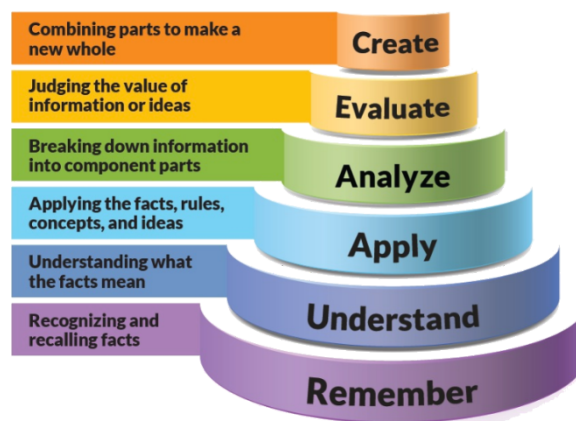 Combining parts to make a
new whole
Create
Judging the value of
information or ideas
Evaluate
Breaking down information
into component parts
Analyze
Applying the facts, rules,
concepts, and ideas
Apply
Understanding what
the facts mean
Understand
Recognizing and
recalling facts
Remember